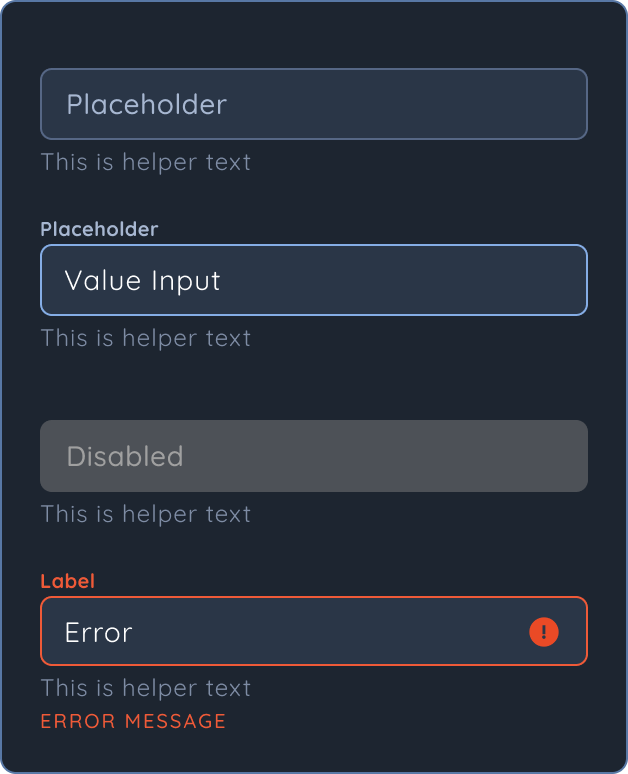 Placeholder
This is helper text
Placeholder
Value Input
This is helper text
Disabled
This is helper text
Label
Error
!
This is helper text
ERROR MESSAGE